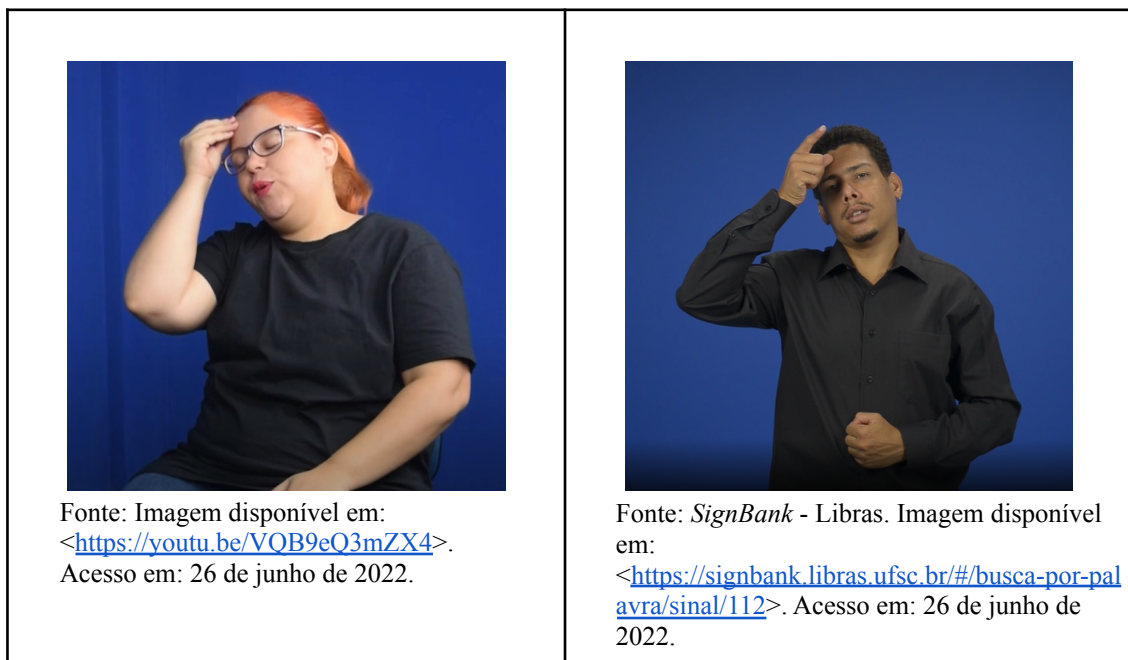 Fonte: Imagem disponível em:
<https://youtu.be/VQB9eQ3mZX4>.
Acesso em: 26 de junho de 2022.
Fonte: SignBank - Libras. Imagem disponível
em:
<https://signbank.libras.ufsc.br/#/busca-por-pal
avra/sinal/112>. Acesso em: 26 de junho de
2022.